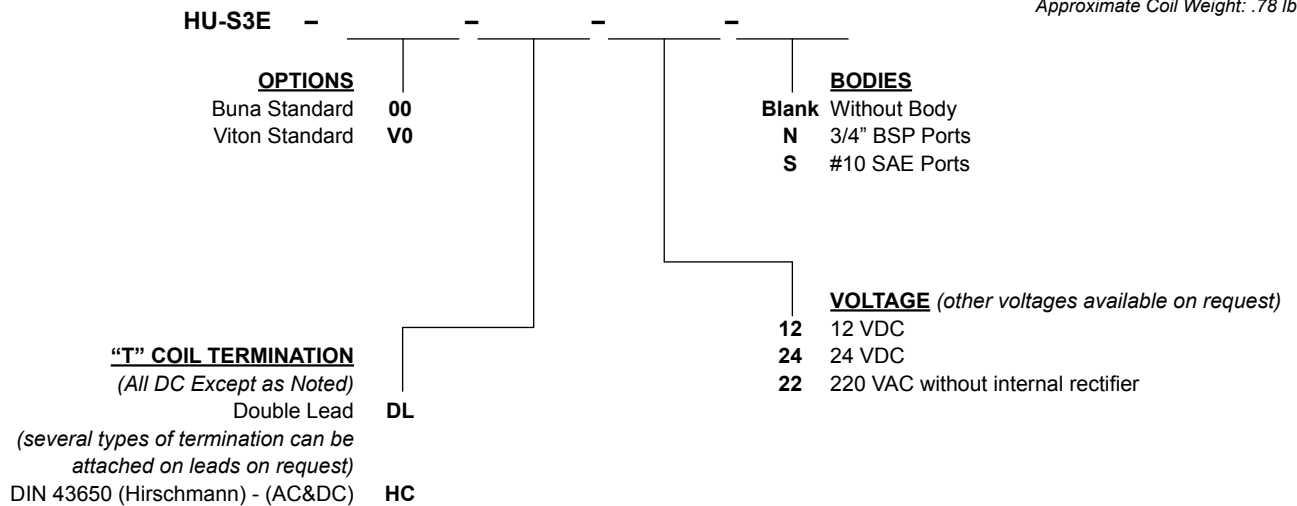 Approximate Coil Weight: .78 lb
HU-S3E – – – –
OPTIONS
Buna Standard 00
Viton Standard V0
BODIES
Blank Without Body
N 3/4” BSP Ports
S #10 SAE Ports
VOLTAGE (other voltages available on request)
12 12 VDC
24 24 VDC
22 220 VAC without internal rectifier
“T” COIL TERMINATION
(All DC Except as Noted)
Double Lead DL
(several types of termination can be
attached on leads on request)
DIN 43650 (Hirschmann) - (AC&DC) HC